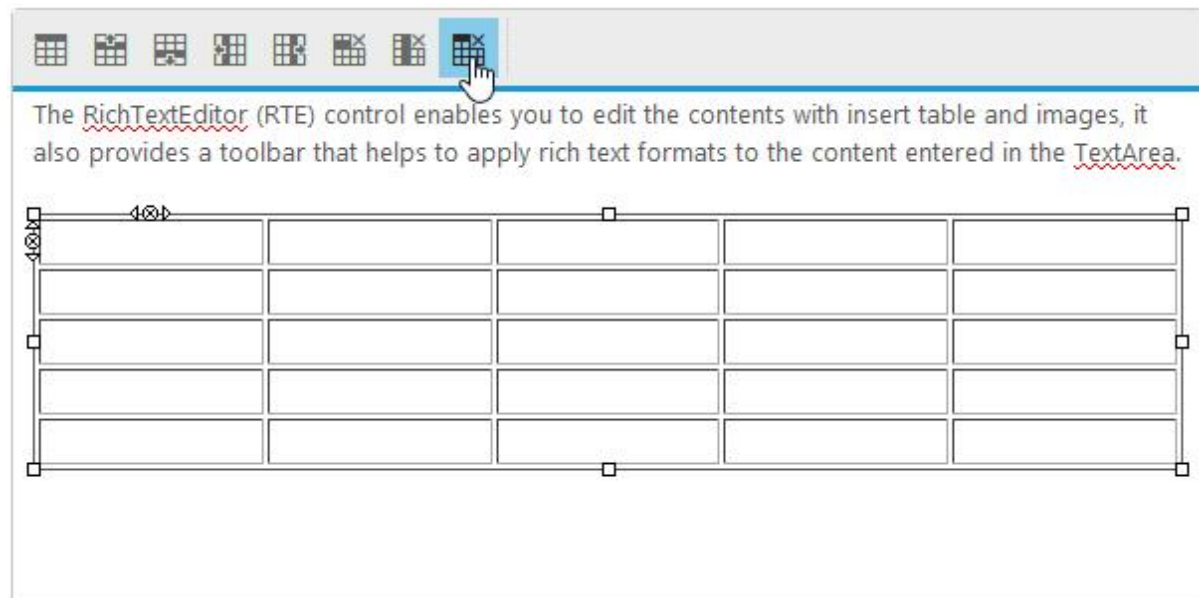 The RichTextEditor (RTE) control enables you to edit the contents with insert table and images, it
also provides a toolbar that helps to apply rich text formats to the content entered in the TextArea.